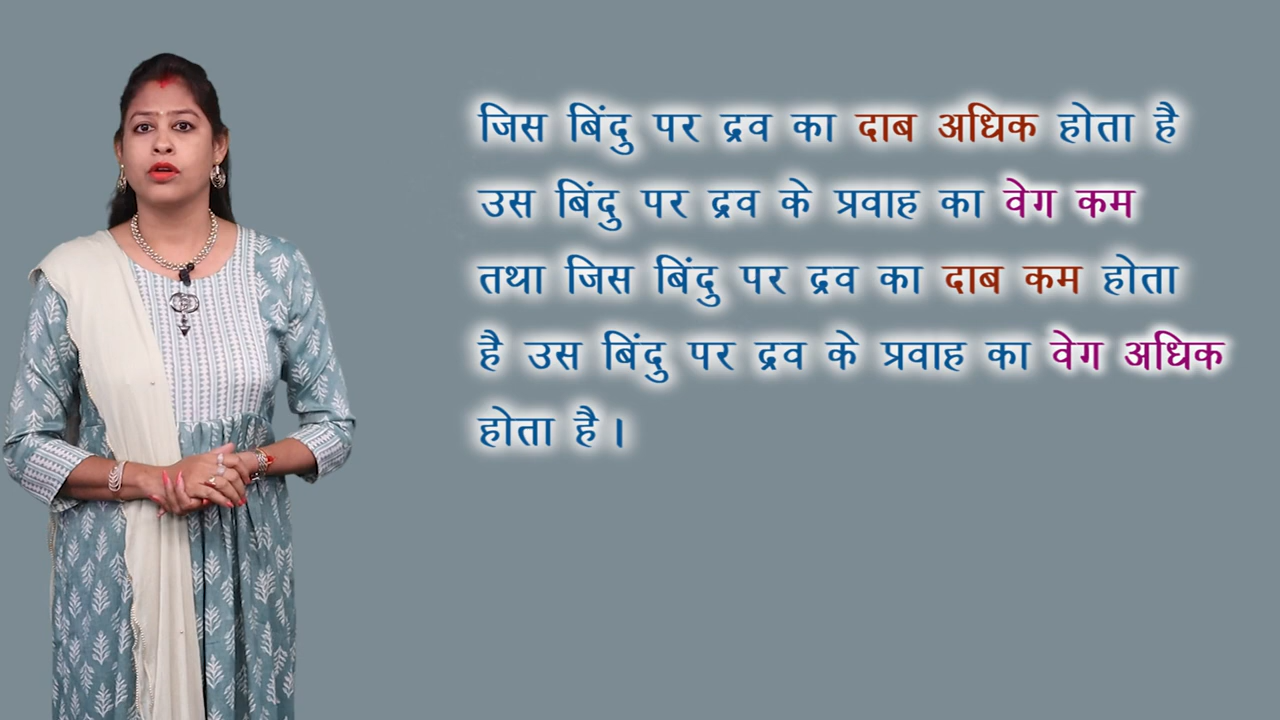 जिस बिंदु पर द्रव का दाब अधिक होता है
उस बिंदु पर द्रव के प्रवाह का वेग कम
तथा जिस बिंदु पर द्रव का दाब कम होता
है उस बिंदु पर द्रव के प्रवाह का वेग अधिक
होता है।